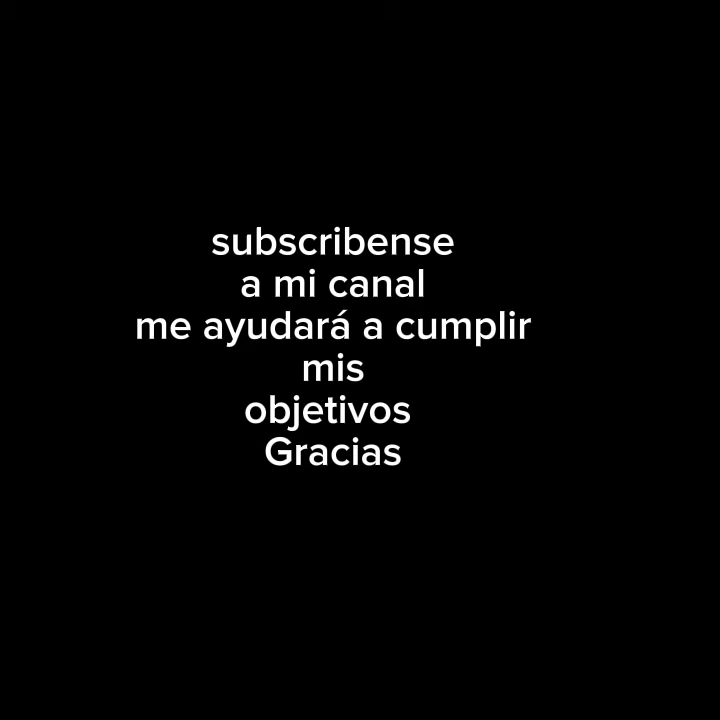 subscribense
a mi canal
me ayudará a cumplir
mis
objetivos
Gracias